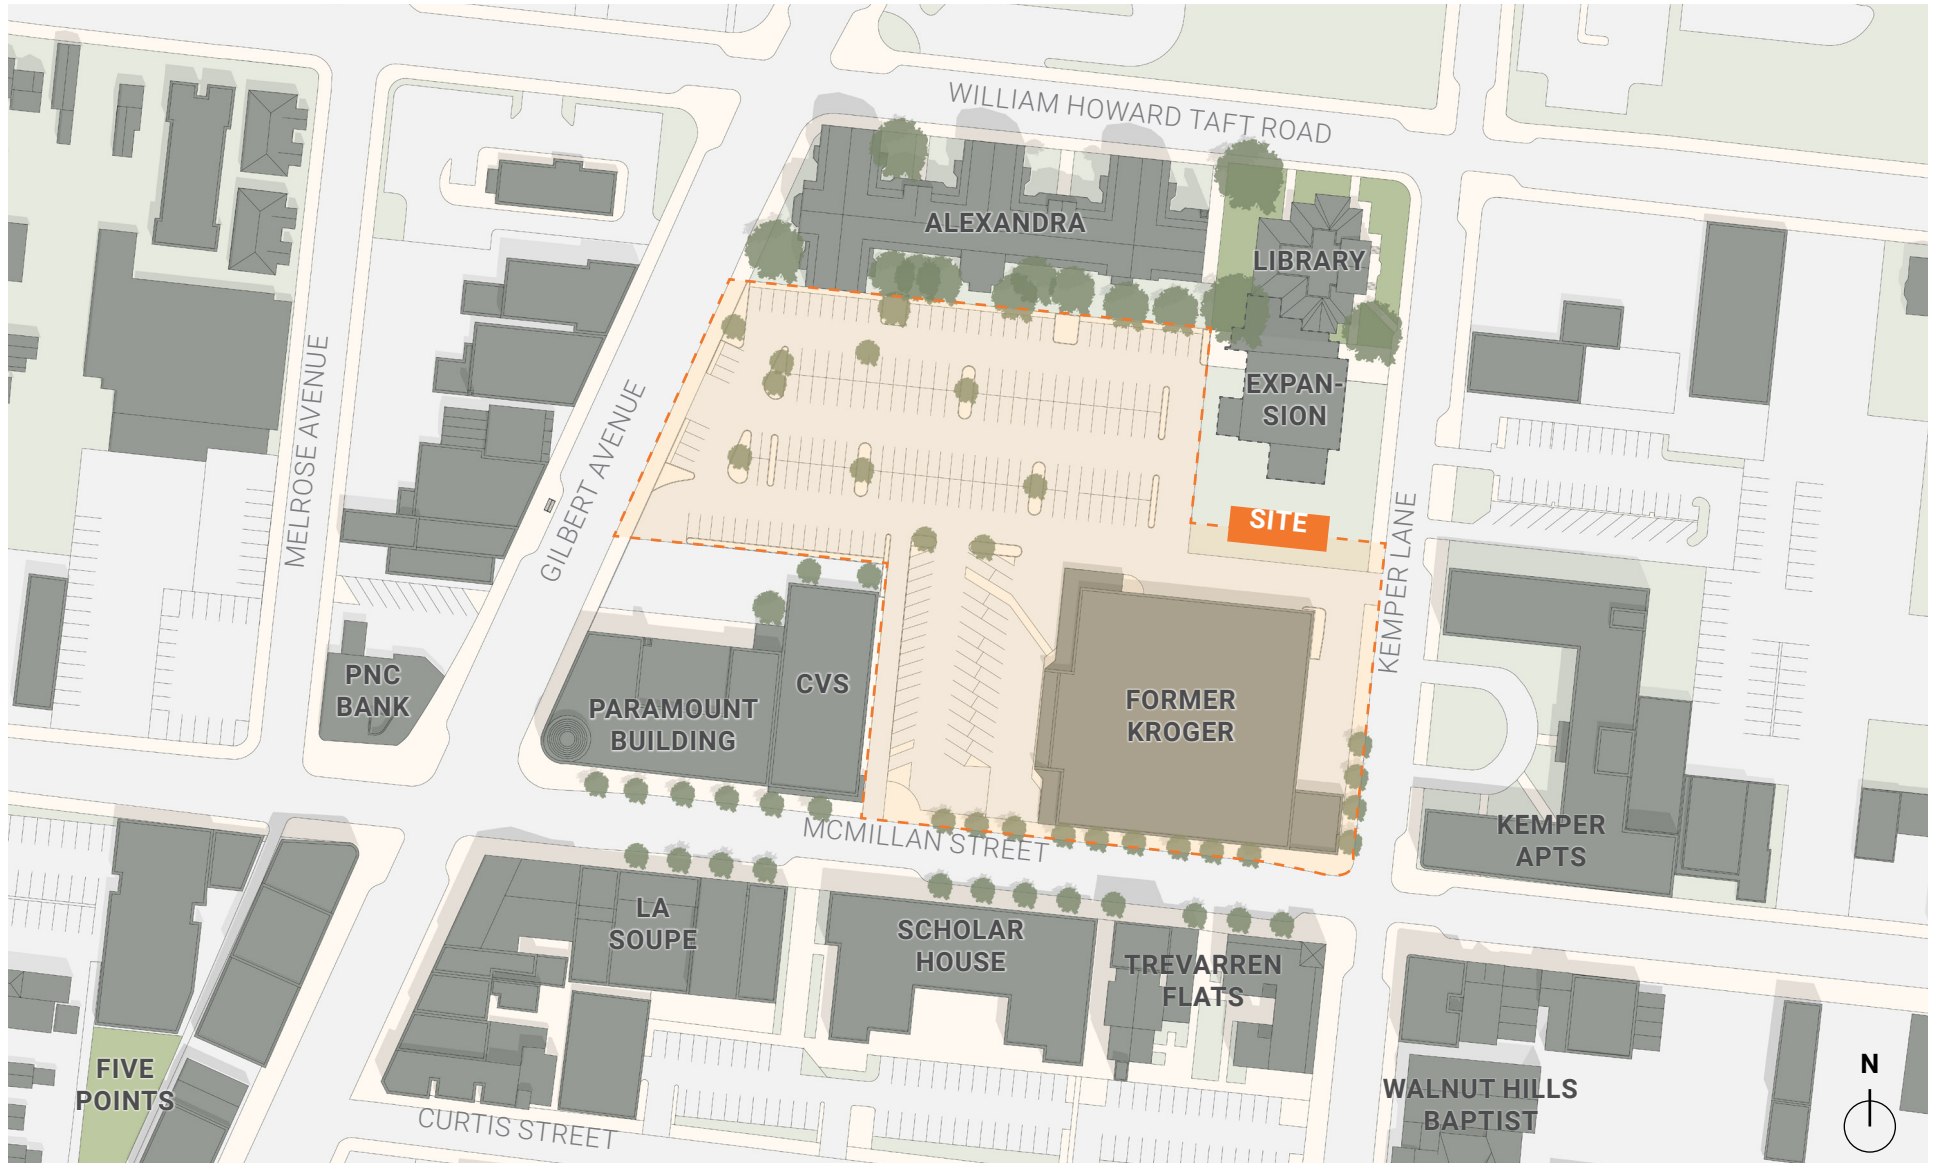 WILLIAM HOWARD TAFT ROAD
ALEXANDRA
LIBRARY
EXPAN-
SION
MELROSE AVENUE
GILBERT AVENUE
SITE
KEMPER LANE
PNC
BANK
PARAMOUNT
BUILDING
CVS
FORMER
KROGER
MCMILLAN STREET
KEMPER
APTS
LA
SOUPE
SCHOLAR
HOUSE
TREVARREN
FLATS
FIVE
POINTS
CURTIS STREET
WALNUT HILLS
BAPTIST
N